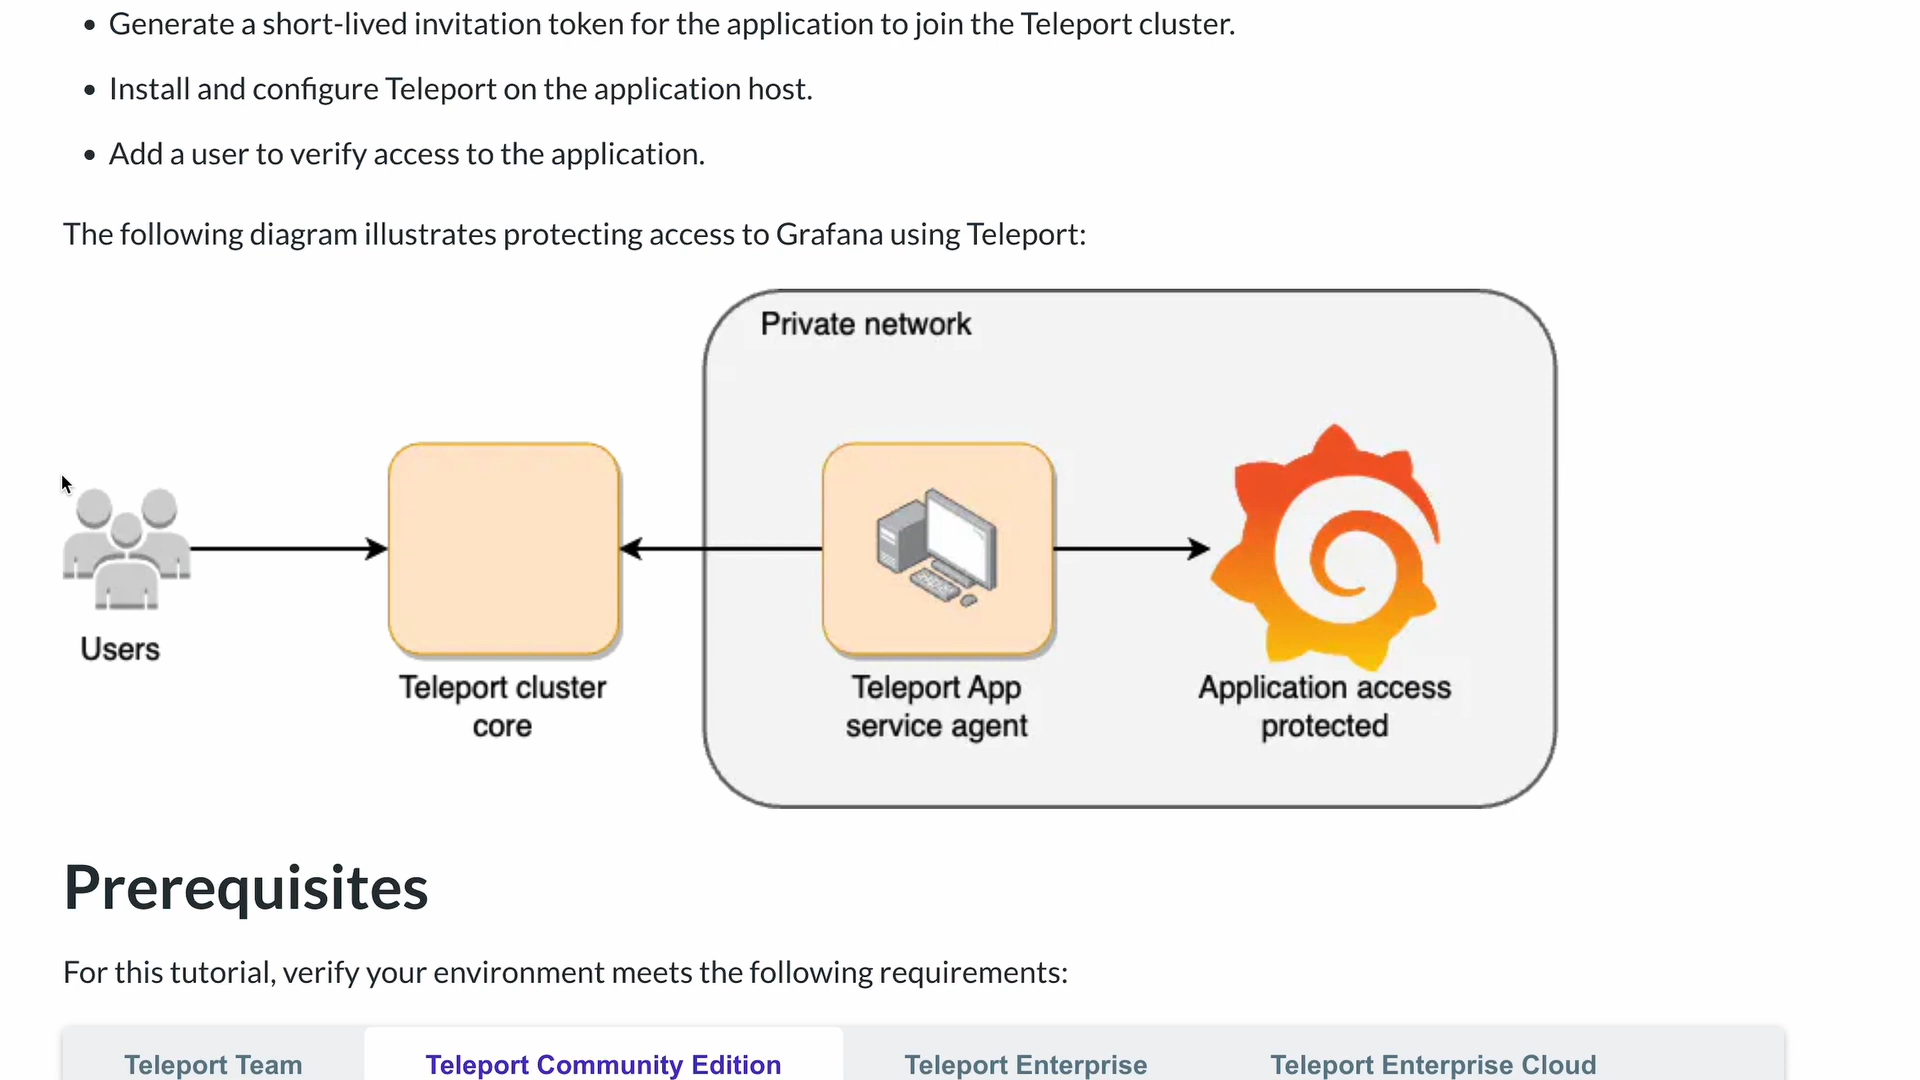 Generate a short-lived invitation token for the application to join the Teleport cluster.
Install and configure Teleport on the application host.
Add a user to verify access to the application.
The following diagram illustrates protecting access to Grafana using Teleport:
Private network
Users
Teleport cluster
core
Teleport App
service agent
Application access
protected
Prerequisites
For this tutorial, verify your environment meets the following requirements:
Teleport Team
Teleport Community Edition
Teleport Enterprise
Teleport Enterprise Cloud